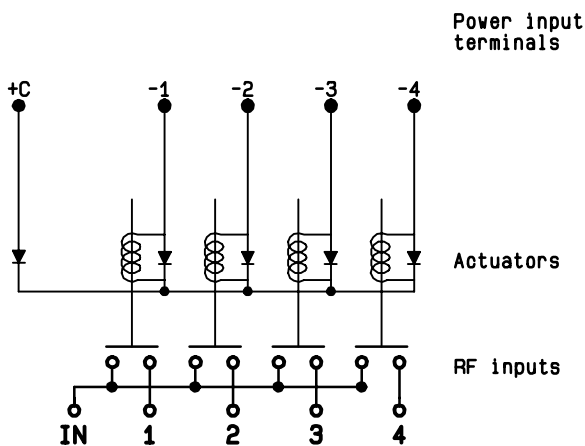 Power input
terminals
+C -1 -2 -3 -4
Actuators
RF inputs
IN 1 2 3 4